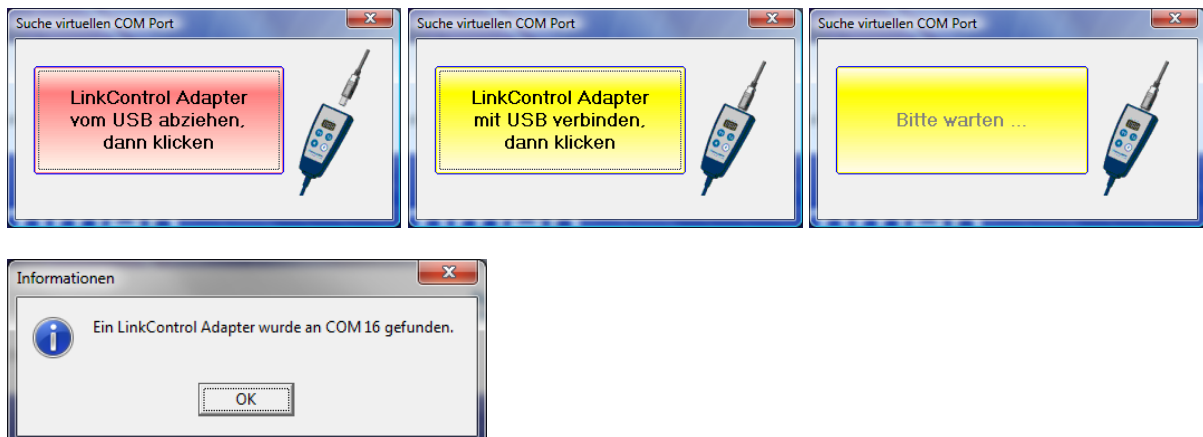 Suche virtuellen COM Port
LinkControl Adapter
vom USB abziehen,
dann klicken
Suche virtuellen COM Port
LinkControl Adapter
mit USB verbinden,
dann klicken
Suche virtuellen COM Port
Bitte warten ...
Informationen
Ein LinkControl Adapter wurde an COM 16 gefunden.
OK